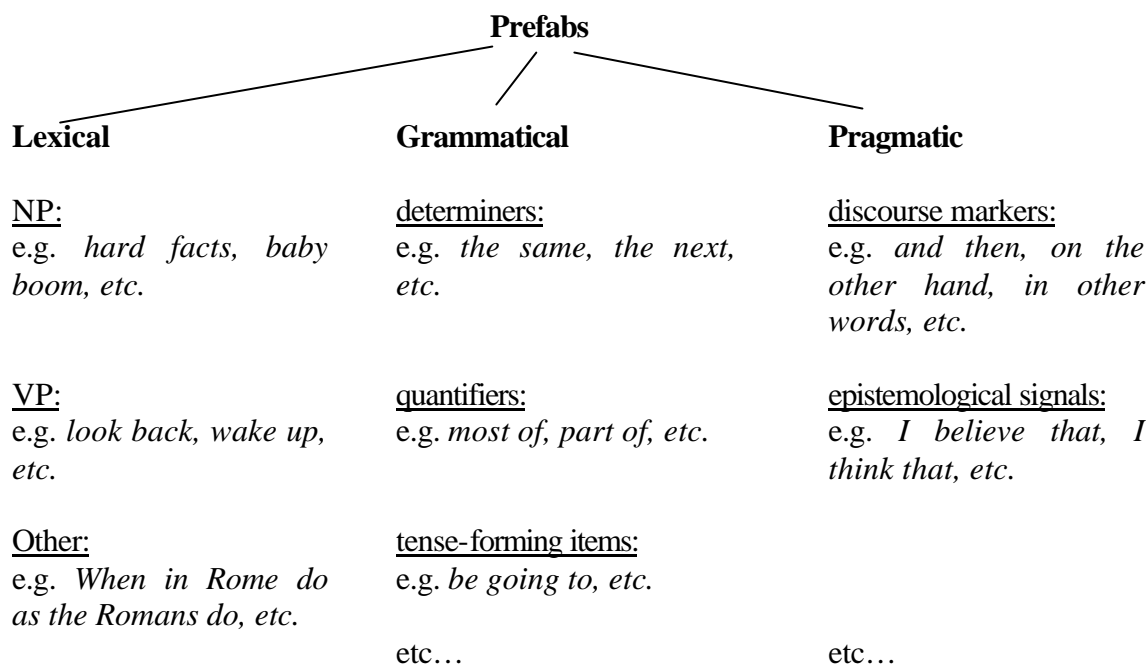 Prefabs
Lexical
Grammatical
Pragmatic
NP:
e.g. hard facts, baby
boom, etc.
determiners:
e.g. the same, the next,
etc.
discourse markers:
e.g. and then, on the
other hand, in other
words, etc.
VP:
e.g. look back, wake up,
etc.
quantifiers:
e.g. most of, part of, etc.
epistemological signals:
e.g. I believe that, I
think that, etc.
Other:
e.g. When in Rome do
as the Romans do, etc.
tense-forming items:
e.g. be going to, etc.
etc…
etc…